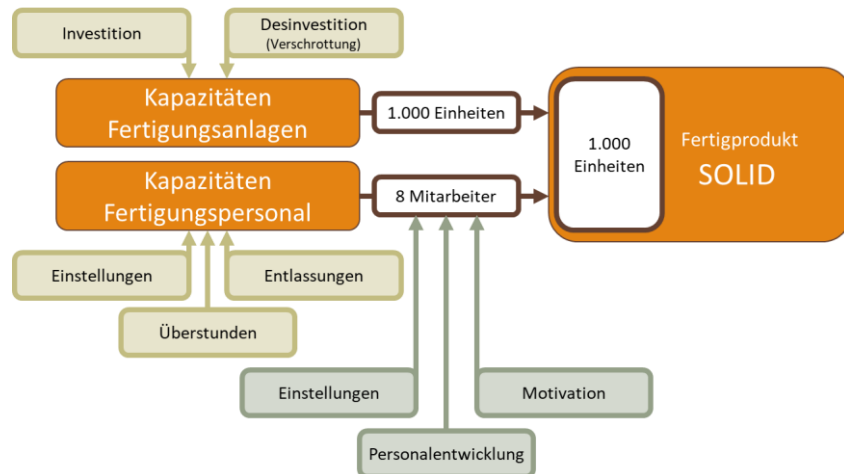 Investition
Desinvestition
(Verschrottung)
Kapazitäten
Fertigungsanlagen
1.000 Einheiten
1.000
Einheiten
Fertigprodukt
SOLID
Kapazitäten
Fertigungspersonal
8 Mitarbeiter
Einstellungen
Entlassungen
Überstunden
Einstellungen
Motivation
Personalentwicklung